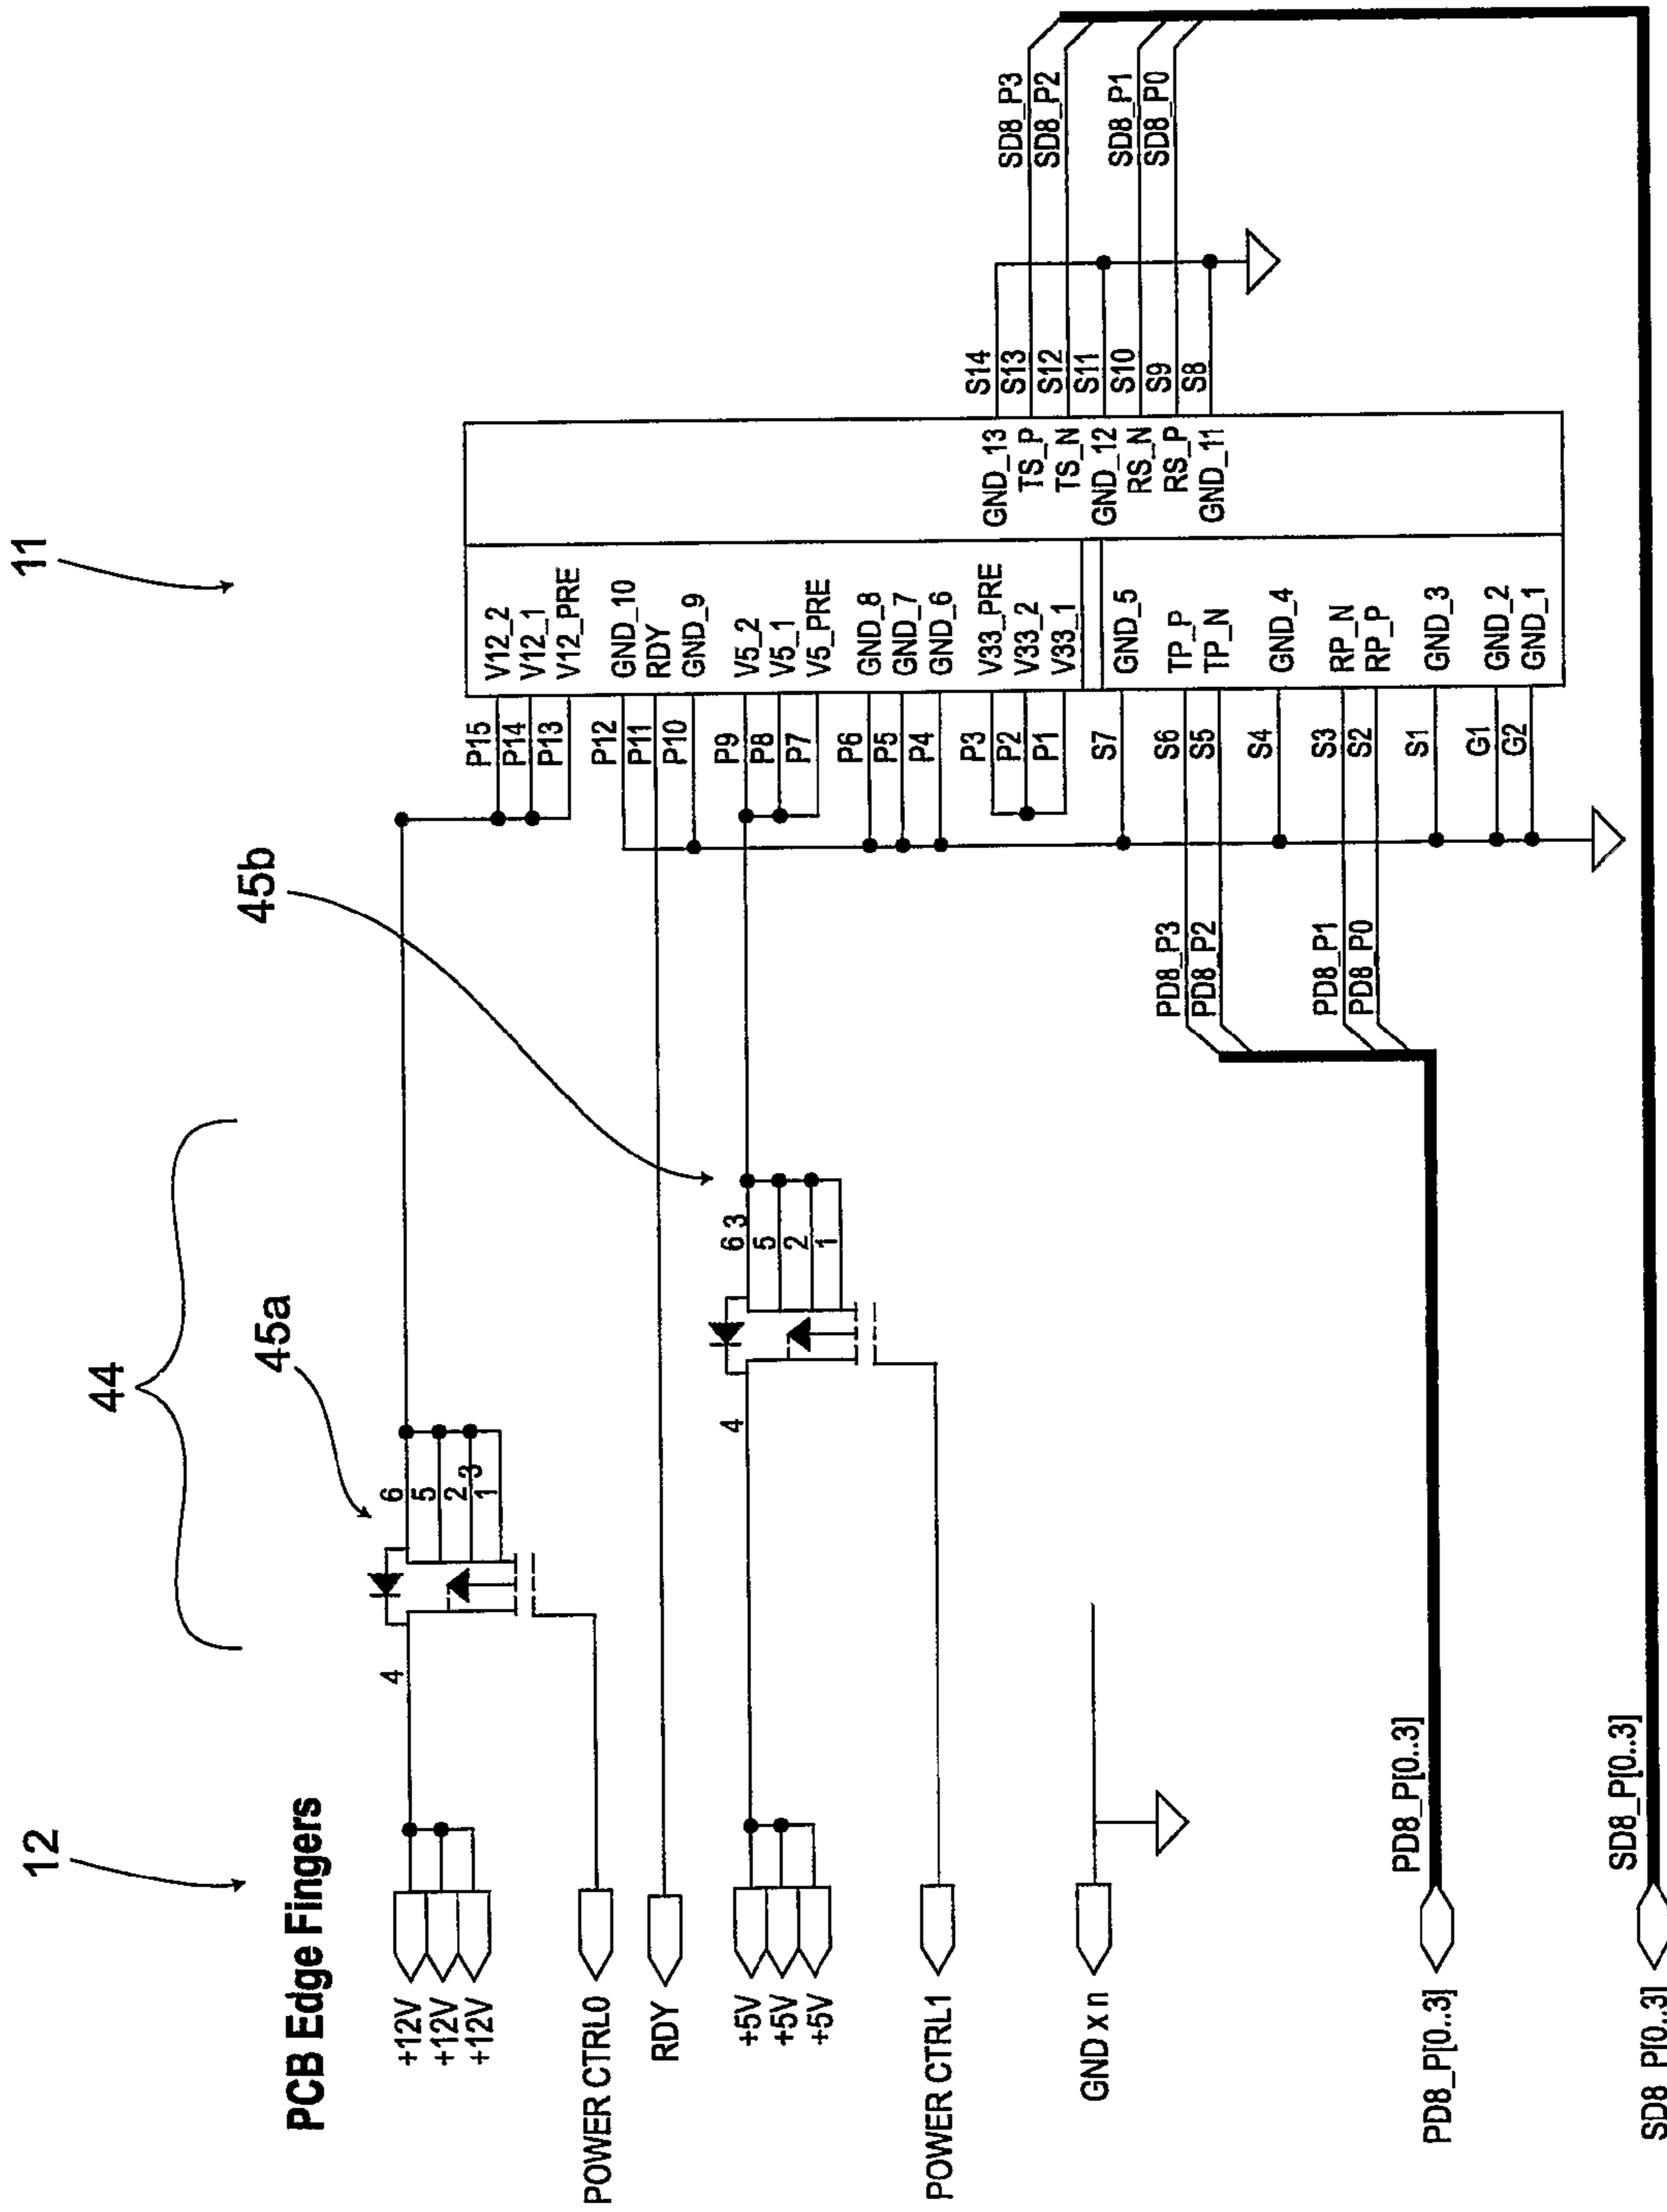 12
44
11
PCB Edge Fingers
45a
45b
+12V
+12V
+12V
POWER CTRL0
RDY
+5V
+5V
+5V
POWER CTRL1
GND x n
PD8_P[0..3]
SD8_P[0..3]
4
6
5
2
3
1
4
6
3
5
2
1
PD8_P[0..3]
SD8_P[0..3]
PD8_P3
PD8_P2
PD8_P1
PD8_P0
P15
P14
P13
P12
P11
P10
P9
P8
P7
P6
P5
P4
P3
P2
P1
S7
S6
S5
S4
S3
S2
S1
G1
G2
V12_2
V12_1
V12_PRE
GND_10
RDY
GND_9
V5_2
V5_1
V5_PRE
GND_8
GND_7
GND_6
V33_PRE
V33_2
V33_1
GND_5
TP_P
TP_N
GND_4
RP_N
RP_P
GND_3
GND_2
GND_1
GND_13
TS_P
TS_N
GND_12
RS_N
RS_P
GND_11
S14
S13
S12
S11
S10
S9
S8
SD8_P3
SD8_P2
SD8_P1
SD8_P0